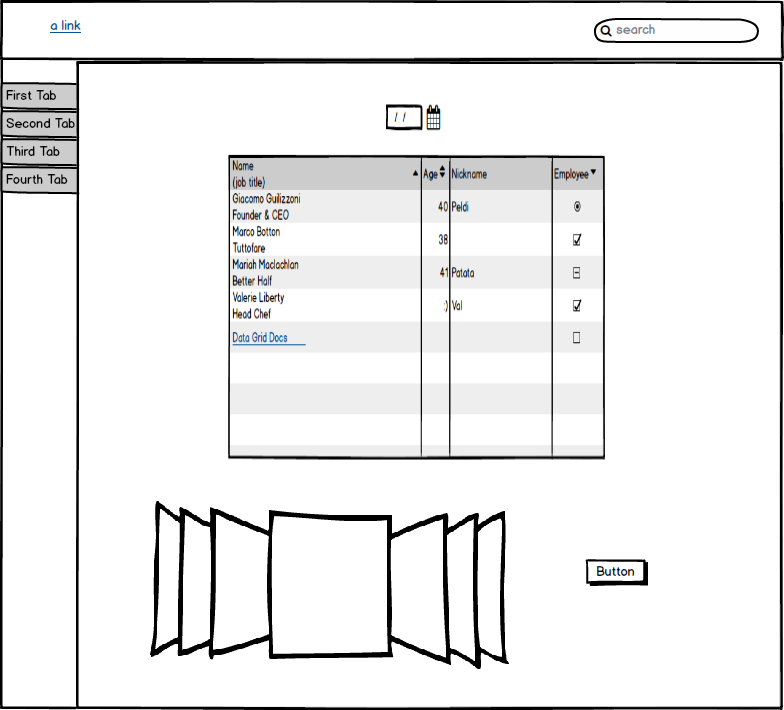 a link
search
First Tab
Second Tab
Third Tab
Fourth Tab
/ /
Name
(job title)
Age
Nickname
Employee
Giacomo Guilizzoni
Founder & CEO
40
Peldi
Marco Botton
Tuttofare
38
Mariah Maclachlan
Better Half
41
Patata
Valerie Liberty
Head Chef
:)
Val
Data Grid Docs
Button